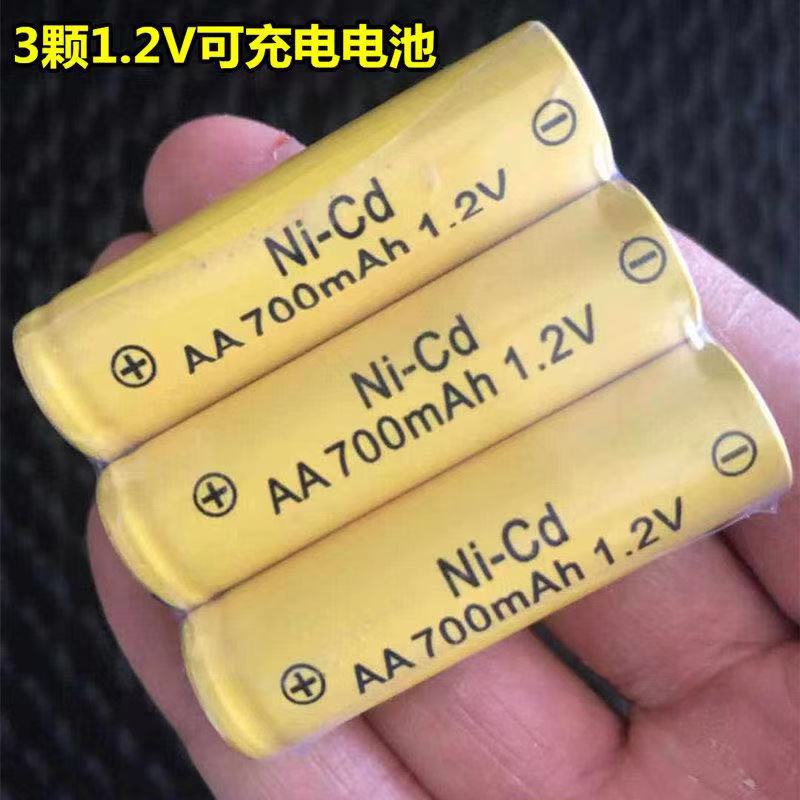 3颗1.2V可充电电池
Ni-Cd
AA 700mAh 1.2V
Ni-Cd
AA 700mAh 1.2V
Ni-Cd
AA 700mAh 1.2V